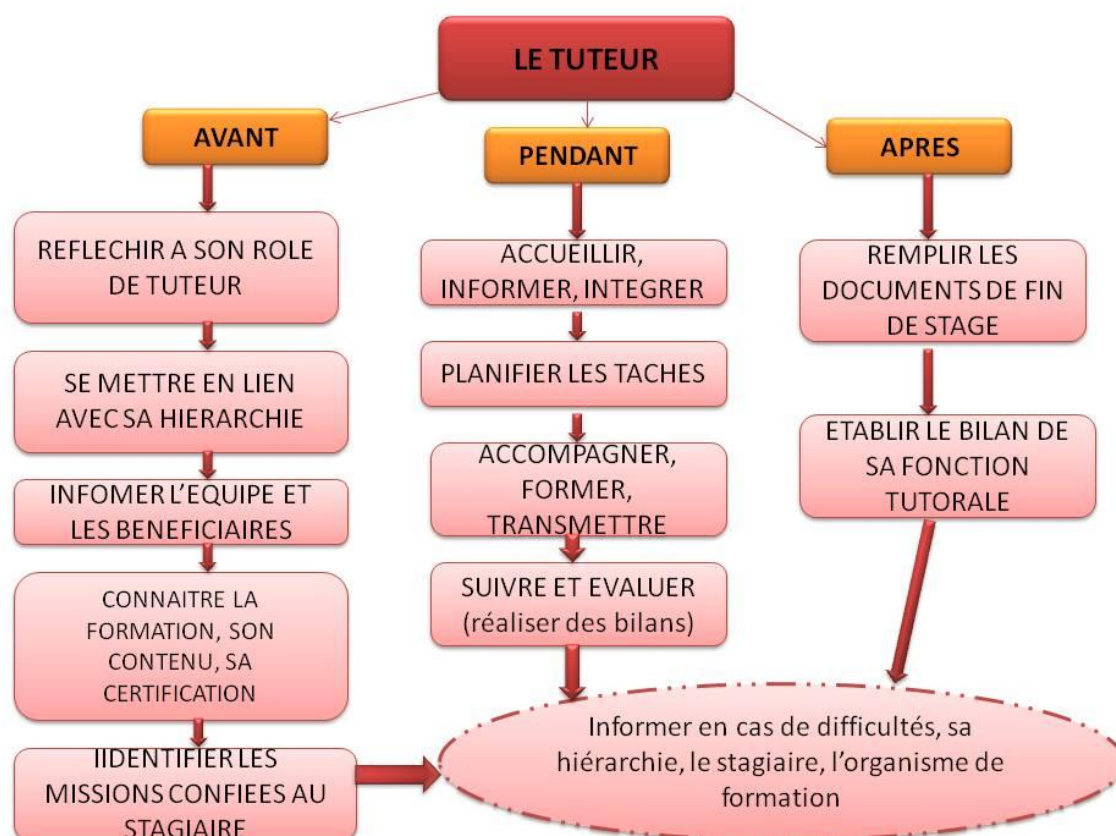 LE TUTEUR
AVANT
REFLECHIR A SON ROLE
DE TUTEUR
SE METTRE EN LIEN
AVEC SA HIERARCHIE
INFOMER L’EQUIPE ET
LES BENEFICIAIRES
CONNAITRE LA
FORMATION, SON
CONTENU, SA
CERTIFICATION
IIDENTIFIER LES
MISSIONS CONFIEES AU
STAGIAIRE
PENDANT
ACCUEILLIR,
INFORMER, INTEGRER
PLANIFIER LES TACHES
ACCOMPAGNER,
FORMER,
TRANSMETTRE
SUIVRE ET EVALUER
(réaliser des bilans)
APRES
REMPLIR LES
DOCUMENTS DE FIN
DE STAGE
ETABLIR LE BILAN DE
SA FONCTION
TUTORALE
Informer en cas de difficultés, sa
hiérarchie, le stagiaire, l’organisme de
formation